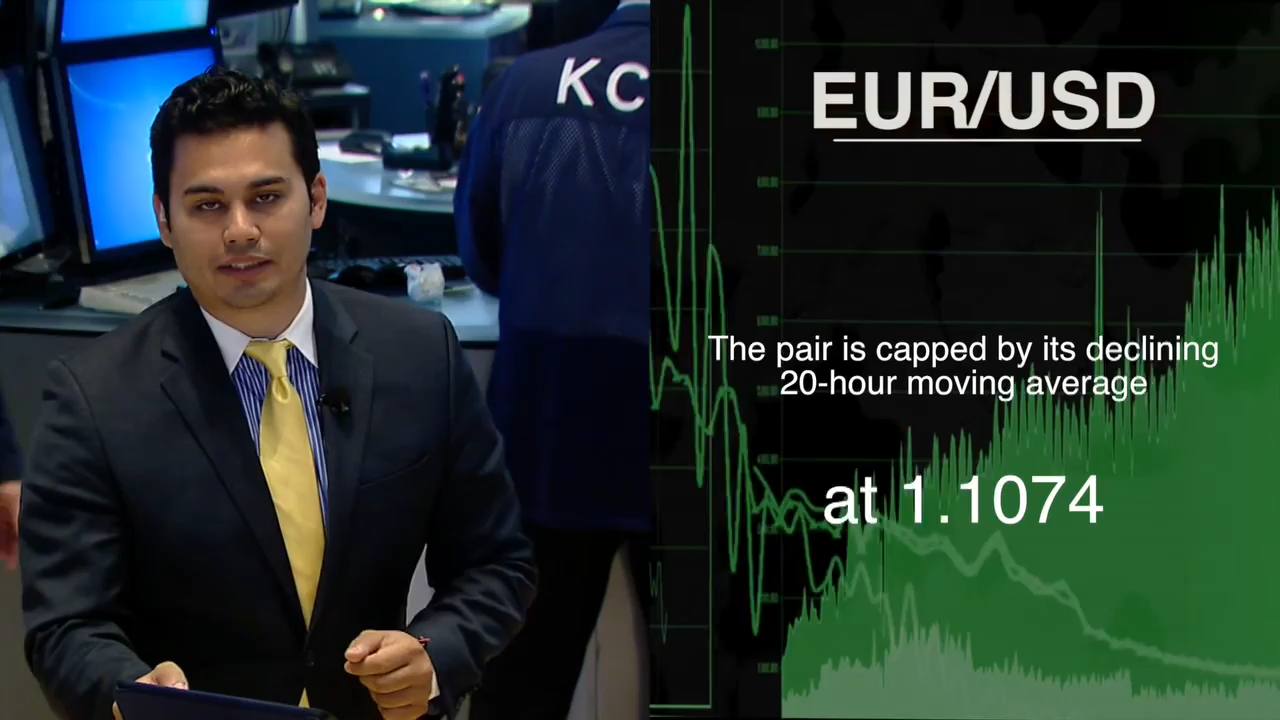 KC
EUR/USD
The pair is capped by its declining
20-hour moving average
at 1.1074